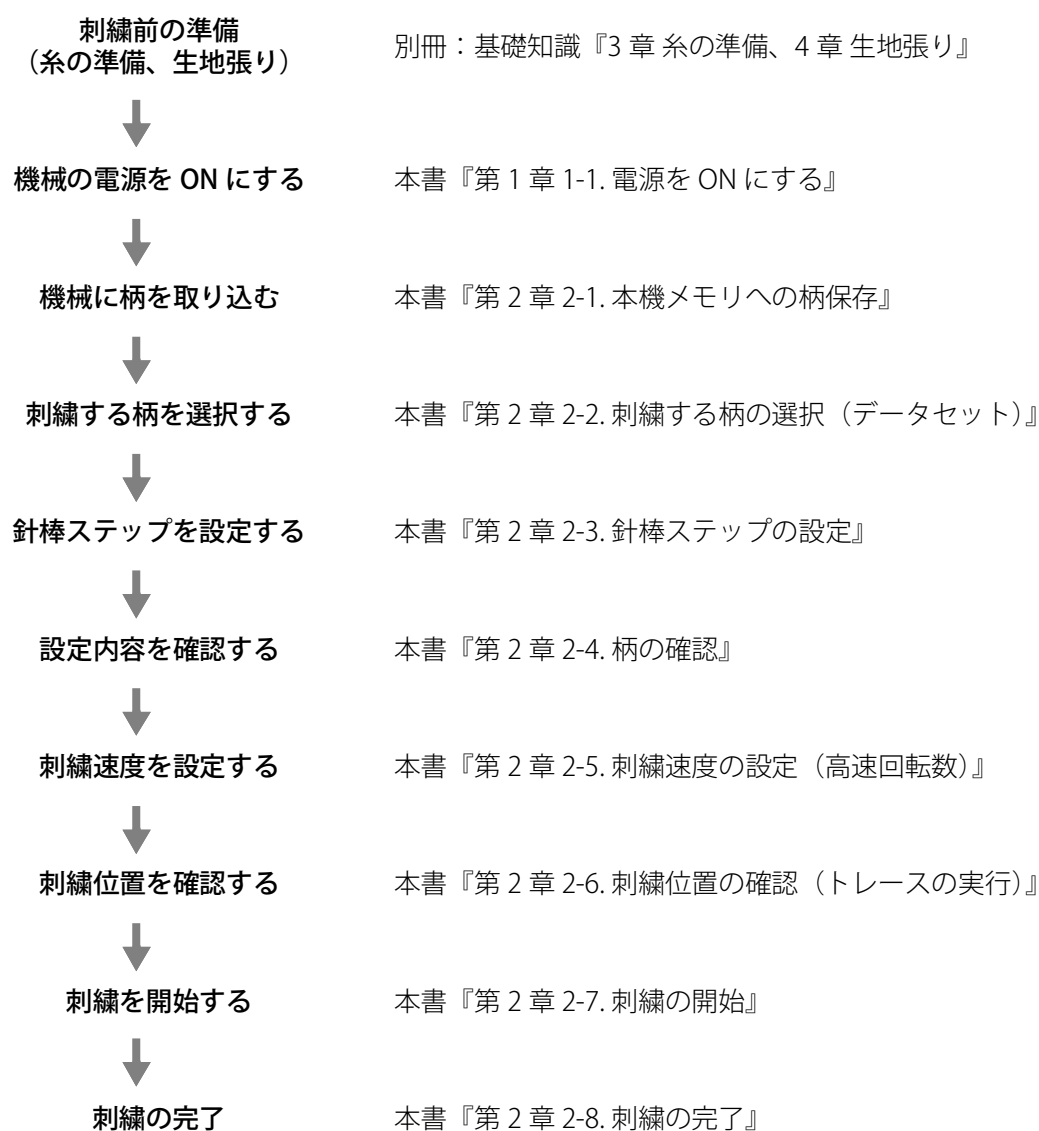 刺繍前の準備
（糸の準備、生地張り）
別冊：基礎知識『3 章 糸の準備、4 章 生地張り』
機械の電源を ON にする
本書『第 1 章 1-1. 電源を ON にする』
機械に柄を取り込む
本書『第 2 章 2-1. 本機メモリへの柄保存』
刺繍する柄を選択する
本書『第 2 章 2-2. 刺繍する柄の選択（データセット）』
針棒ステップを設定する
本書『第 2 章 2-3. 針棒ステップの設定』
設定内容を確認する
本書『第 2 章 2-4. 柄の確認』
刺繍速度を設定する
本書『第 2 章 2-5. 刺繍速度の設定（高速回転数）』
刺繍位置を確認する
本書『第 2 章 2-6. 刺繍位置の確認（トレースの実行）』
刺繍を開始する
本書『第 2 章 2-7. 刺繍の開始』
刺繍の完了
本書『第 2 章 2-8. 刺繍の完了』